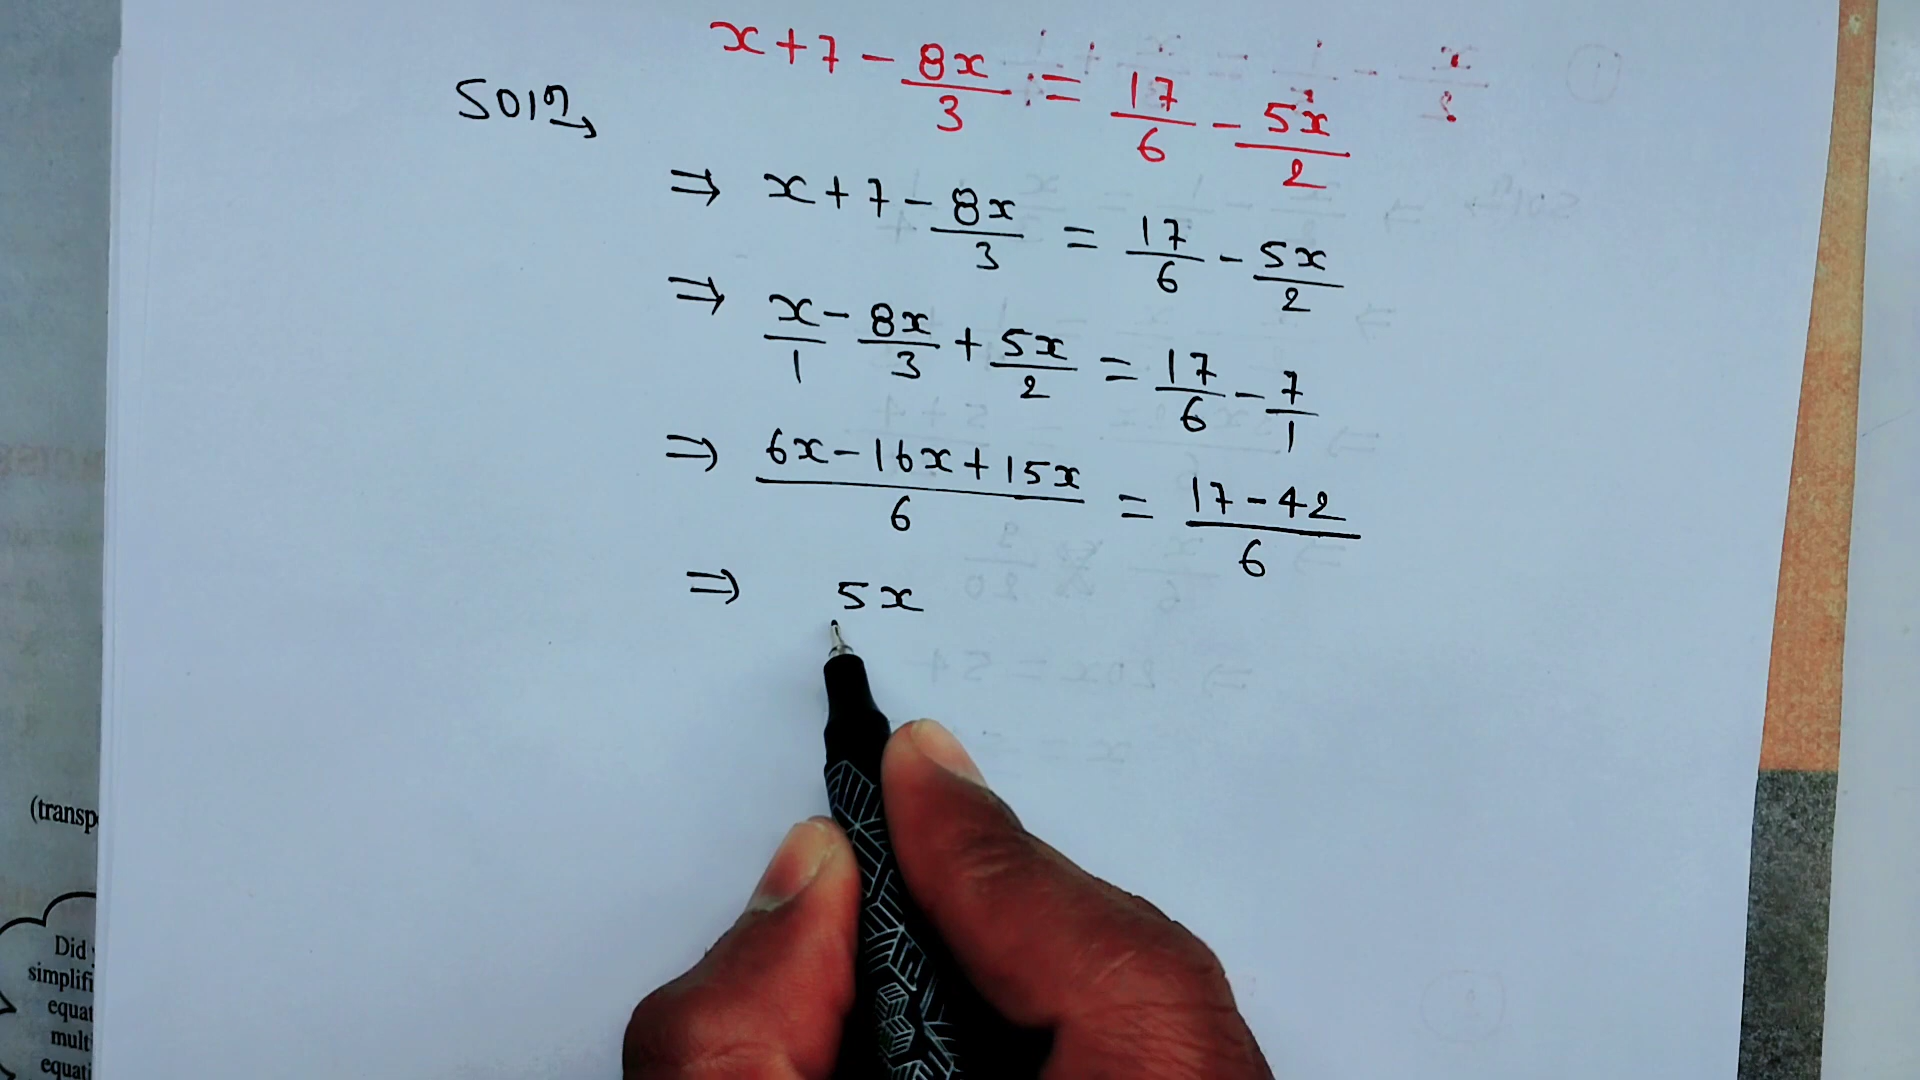 x + 7 - 8x/3 = 17/6 - 5x/2
Soln →
⇒ x + 7 - 8x/3 = 17/6 - 5x/2
⇒ x/1 - 8x/3 + 5x/2 = 17/6 - 7/1
⇒ (6x - 16x + 15x)/6 = (17 - 42)/6
⇒ 5x
(transp
Did
simplifi
equat
mult
equati